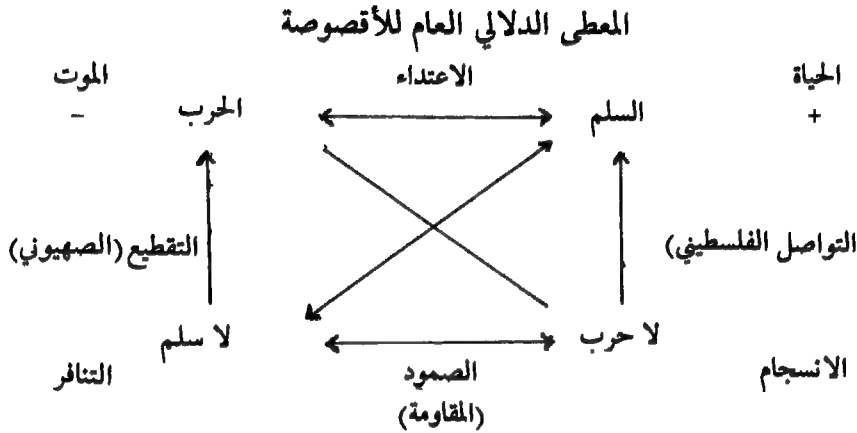 المعطى الدلالي العام للأقصوصة
الحياة الاعتداء الموت
+ السلم الحرب -
التواصل الفلسطيني) التقطيع (الصهيوني)
لا حرب لا سلم
الانسجام الصمود التنافر
(المقاومة)